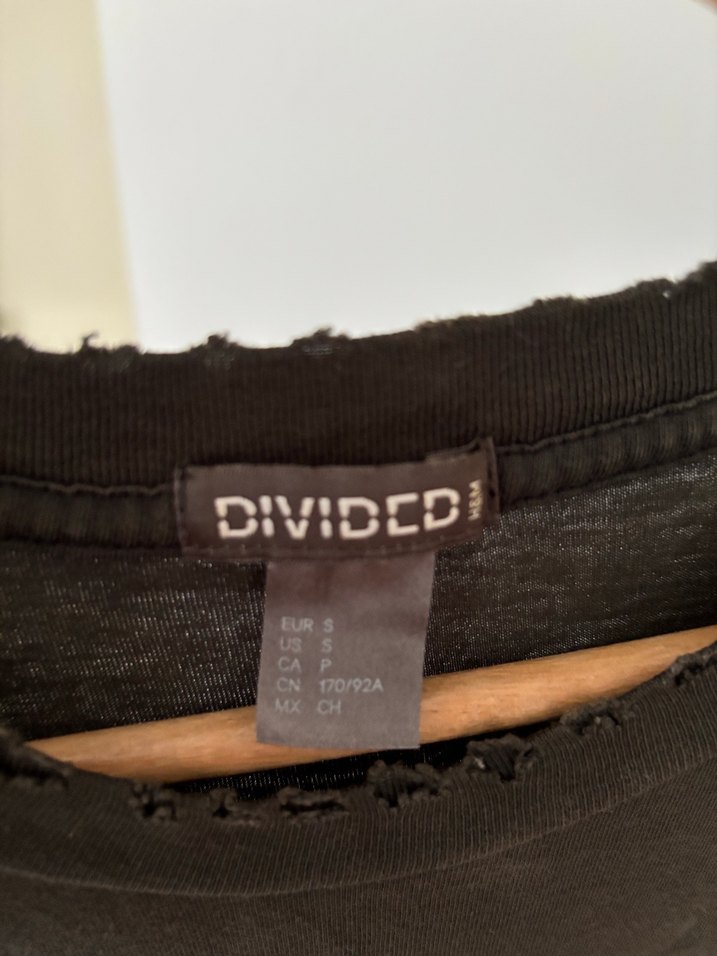 DIVIDED
H&M
EUR S
US S
CA P
CN 170/92A
MX CH